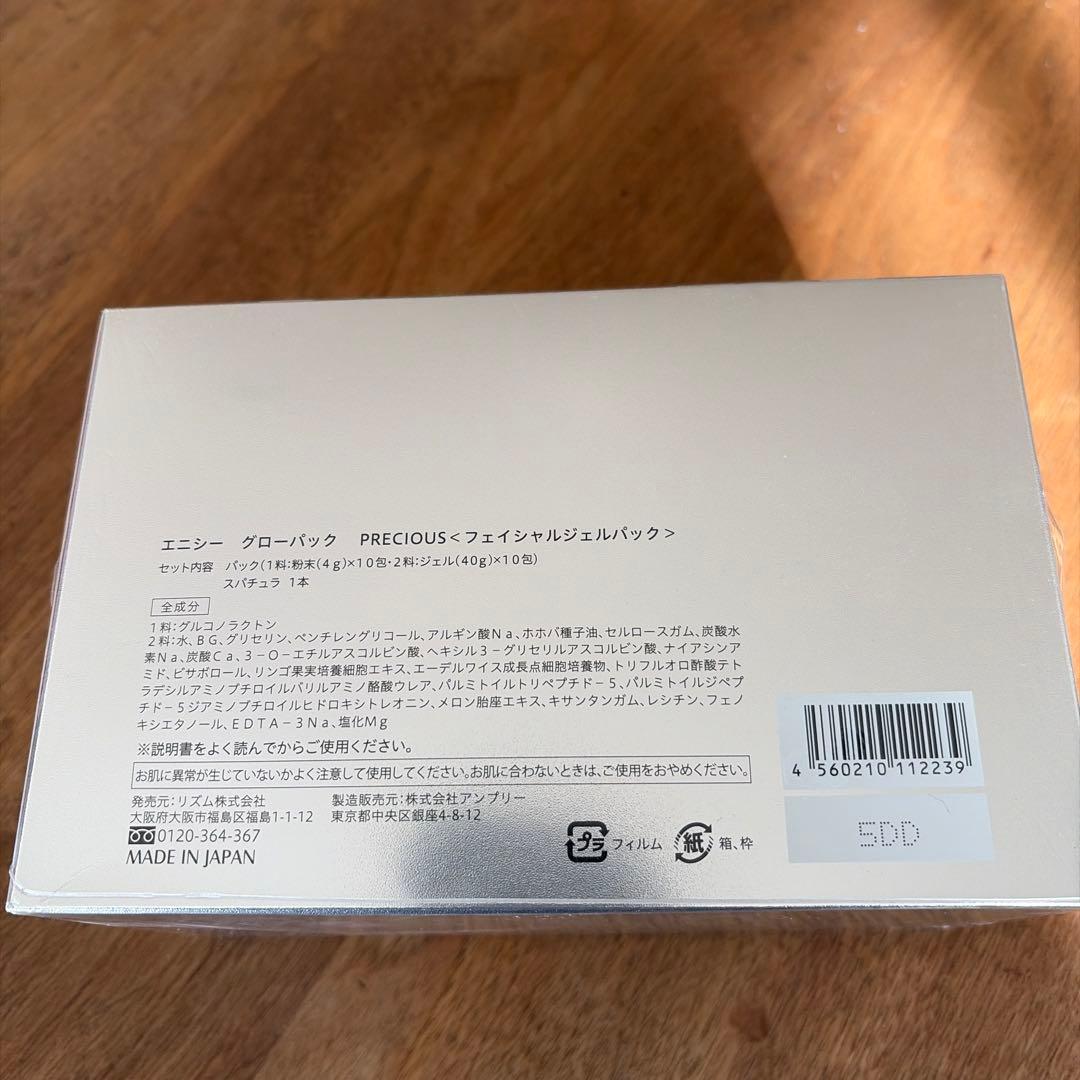 エニシー グローパック PRECIOUS＜フェイシャルジェルパック＞
セット内容 パック(1料:粉末(4g)×10包・2料:ジェル(40g)×10包)
スパチュラ 1本
全成分
1料:グルコノラクトン
2料:水、BG、グリセリン、ペンチレングリコール、アルギン酸Na、ホホバ種子油、セルロースガム、炭酸水
素Na、炭酸Ca、3-O-エチルアスコルビン酸、ヘキシル3-グリセリルアスコルビン酸、ナイアシンア
ミド、ビサボロール、リンゴ果実培養細胞エキス、エーデルワイス成長点細胞培養物、トリフルオロ酢酸テト
ラデシルアミノブチロイルバリルアミノ酪酸ウレア、パルミトイルトリペプチド-5、パルミトイルジペプ
チド-5ジアミノブチロイルヒドロキシトレオニン、メロン胎座エキス、キサンタンガム、レシチン、フェノ
キシエタノール、EDTA-3Na、塩化Mg
※説明書をよく読んでからご使用ください。
お肌に異常が生じていないかよく注意して使用してください。お肌に合わないときは、ご使用をおやめください。
発売元:リズム株式会社 製造販売元:株式会社アンプリー
大阪府大阪市福島区福島1-1-12 東京都中央区銀座4-8-12
0120-364-367
MADE IN JAPAN
プラ フィルム 紙 箱、枠
4 560210 112239
5DD